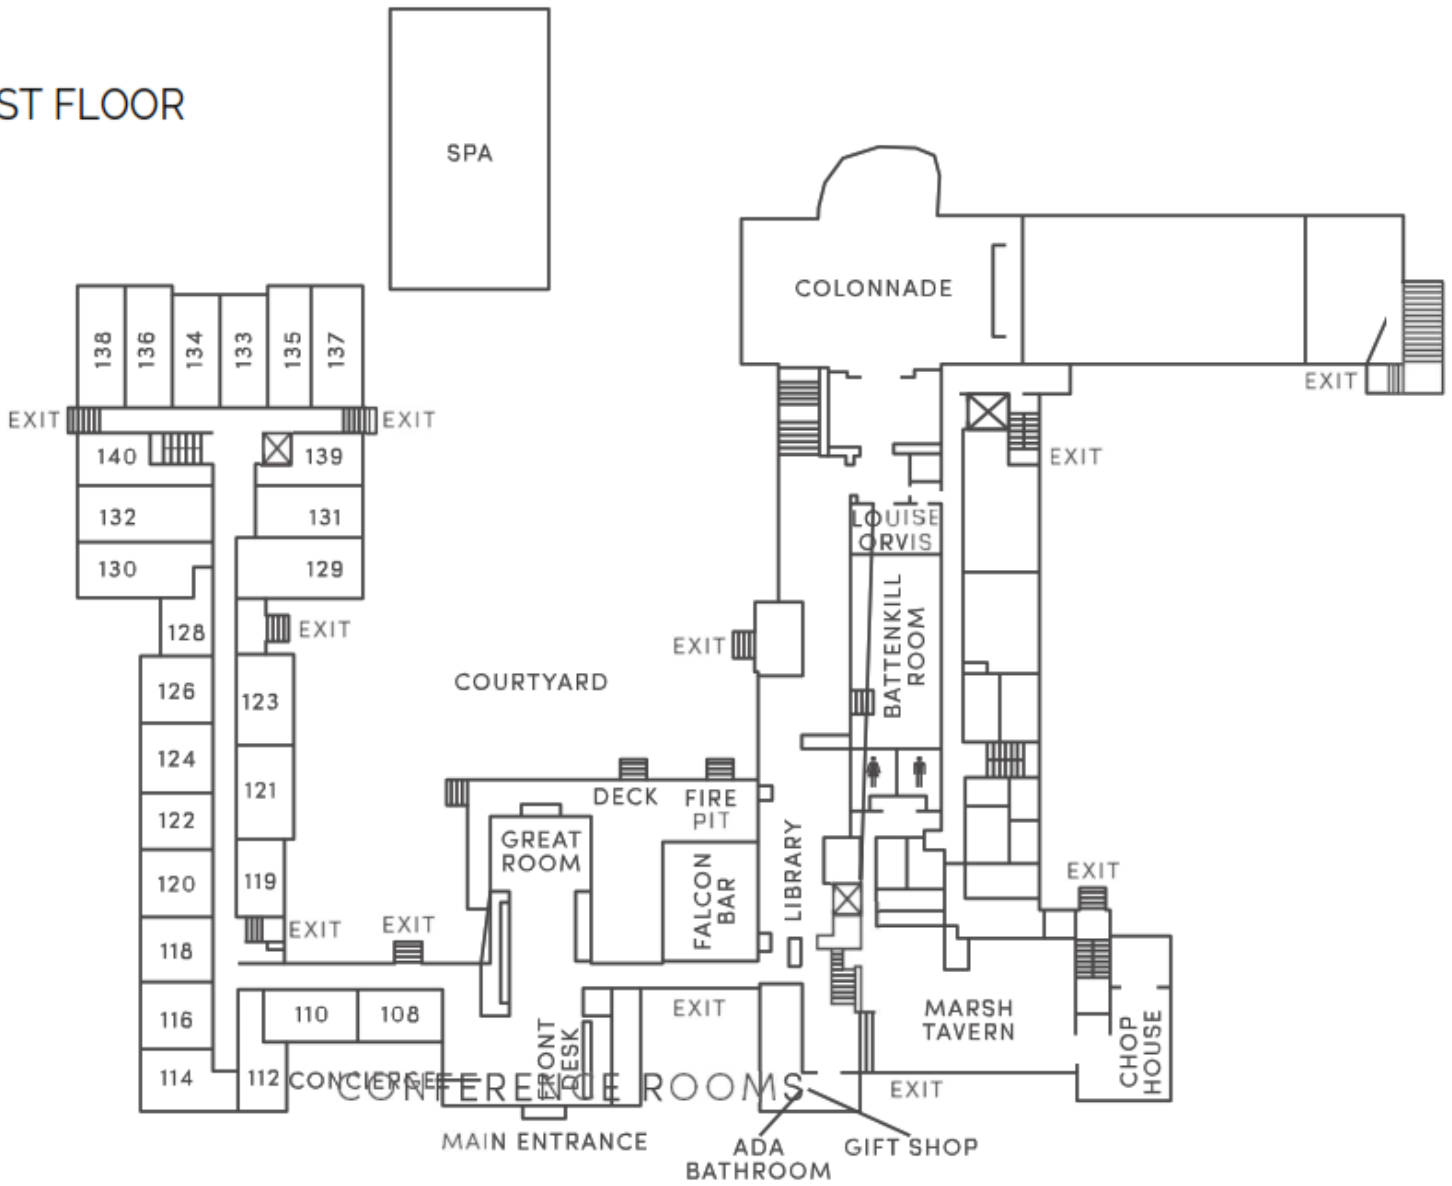 ST FLOOR
SPA
COLONNADE
138
136
134
133
135
137
EXIT
EXIT
EXIT
140
139
EXIT
132
131
LOUISE
ORVIS
130
129
128
EXIT
EXIT
BATTENKILL
ROOM
COURTYARD
126
123
124
121
DECK
FIRE
PIT
122
GREAT
ROOM
LIBRARY
FALCON
BAR
120
119
EXIT
118
EXIT
EXIT
116
110
108
EXIT
MARSH
TAVERN
CHOP
HOUSE
FRONT
DESK
114
112
CONCIERGE
CONFERENCE ROOMS
EXIT
MAIN ENTRANCE
ADA
BATHROOM
GIFT SHOP